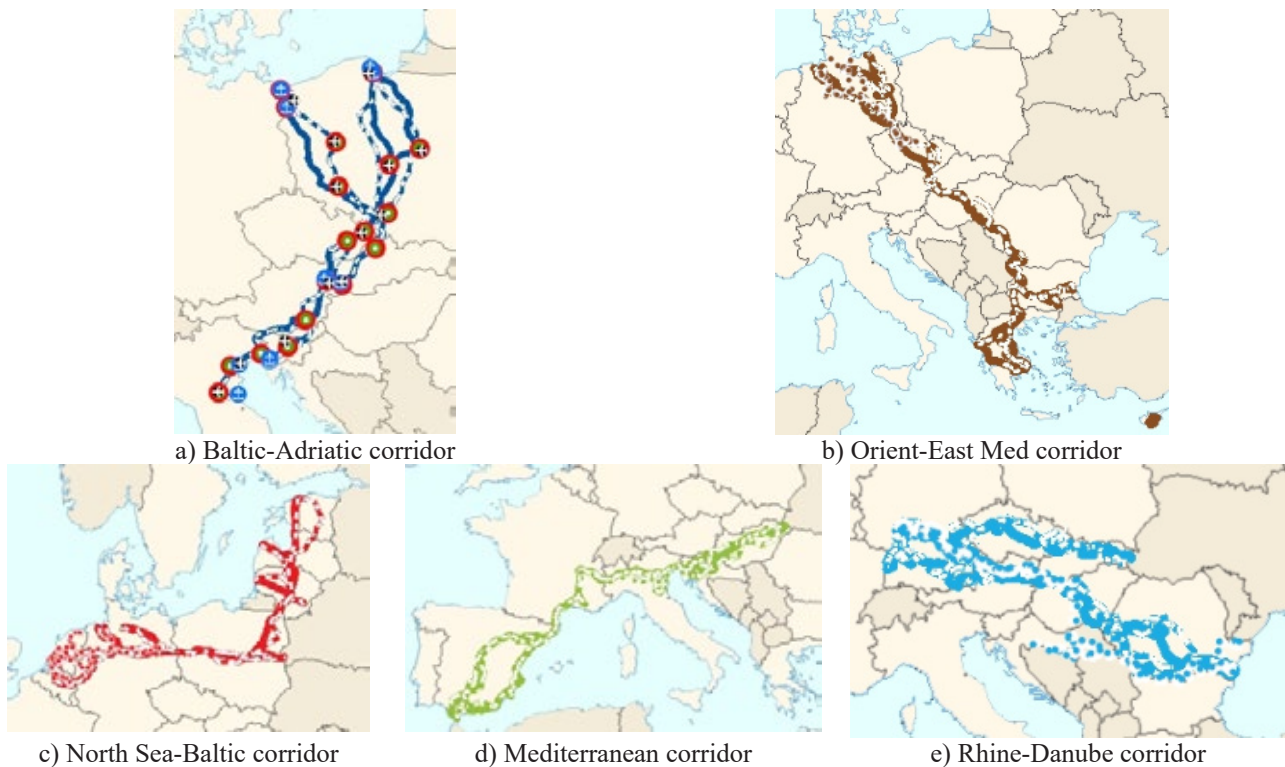 a) Baltic-Adriatic corridor
b) Orient-East Med corridor
c) North Sea-Baltic corridor
d) Mediterranean corridor
e) Rhine-Danube corridor